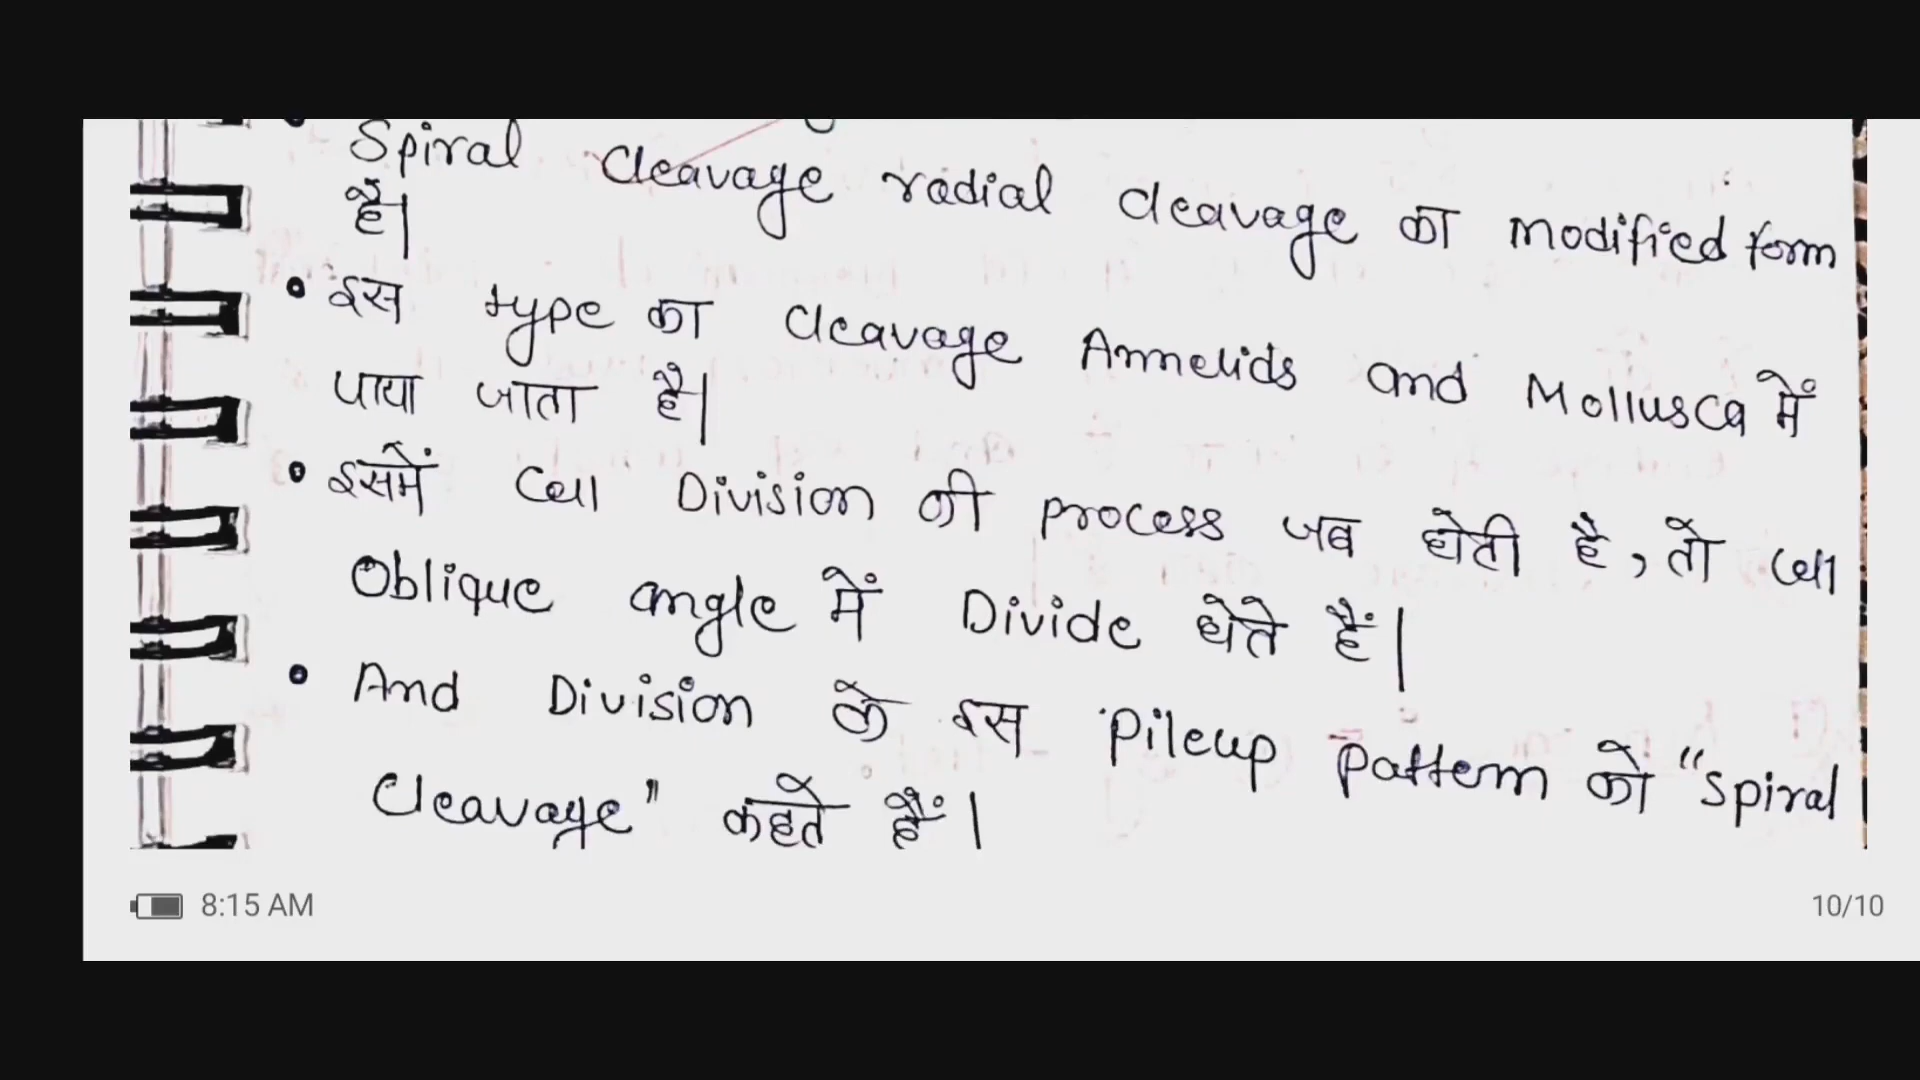 Spiral Cleavage radial cleavage का modified form
है।
• इस type का Cleavage Annelids and Mollusca में
पाया जाता है।
• इसमें Cell Division की process जब होती है, तो Cell
Oblique angle में Divide होते हैं।
• And Division के इस Pileup Pattern को "Spiral
Cleavage" कहते हैं।
8:15 AM
10/10